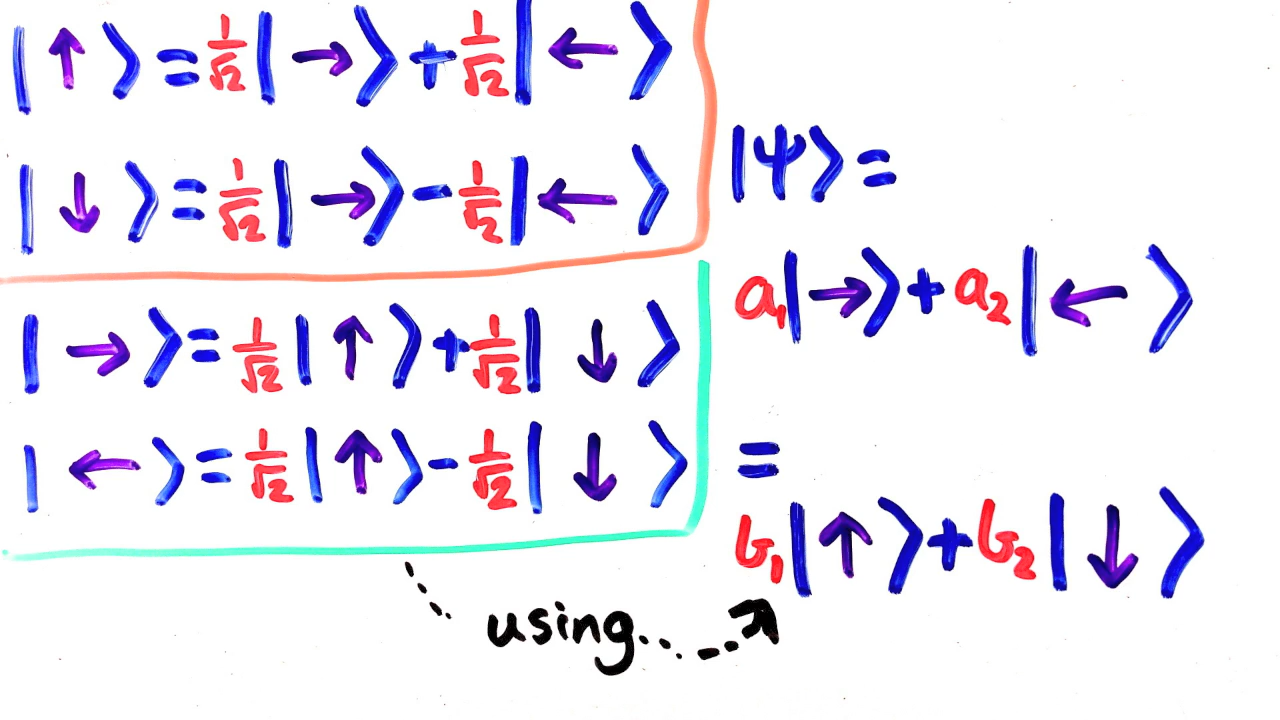 |↑⟩=1/√2|→⟩+1/√2|←⟩
|↓⟩=1/√2|→⟩-1/√2|←⟩
|→⟩=1/√2|↑⟩+1/√2|↓⟩
|←⟩=1/√2|↑⟩-1/√2|↓⟩
|ψ⟩=
a₁|→⟩+a₂|←⟩
=
b₁|↑⟩+b₂|↓⟩
using